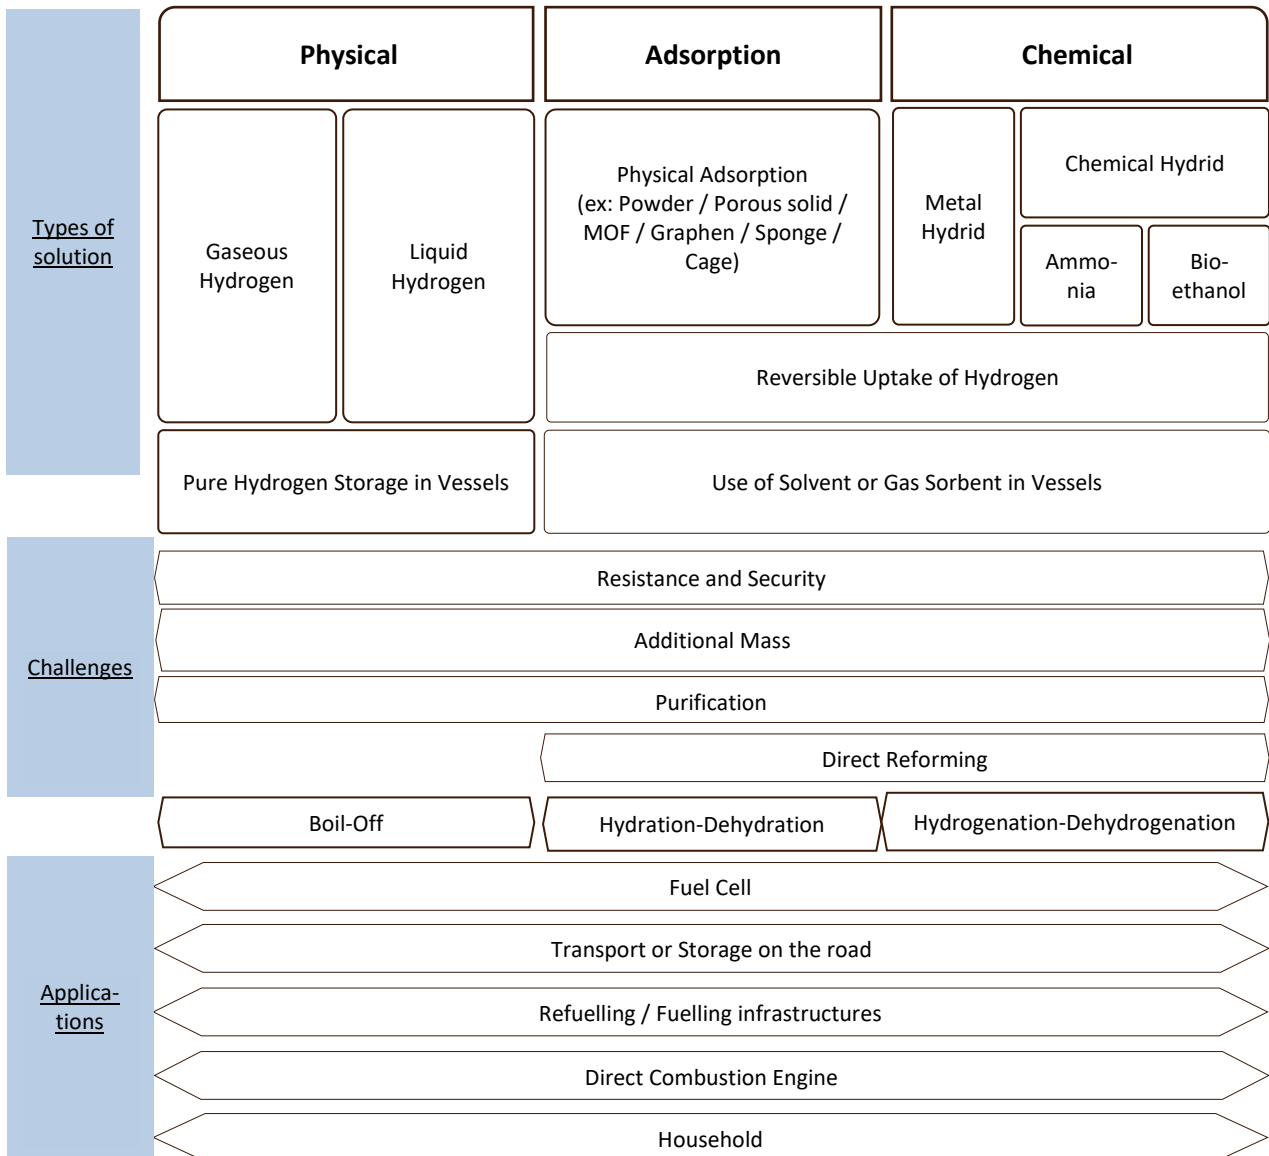 Physical
Adsorption
Chemical
Types of
solution
Gaseous
Hydrogen
Liquid
Hydrogen
Physical Adsorption
(ex: Powder / Porous solid /
MOF / Graphen / Sponge /
Cage)
Metal
Hydrid
Chemical Hydrid
Ammo-
nia
Bio-
ethanol
Reversible Uptake of Hydrogen
Pure Hydrogen Storage in Vessels
Use of Solvent or Gas Sorbent in Vessels
Challenges
Resistance and Security
Additional Mass
Purification
Direct Reforming
Boil-Off
Hydration-Dehydration
Hydrogenation-Dehydrogenation
Applica-
tions
Fuel Cell
Transport or Storage on the road
Refuelling / Fuelling infrastructures
Direct Combustion Engine
Household